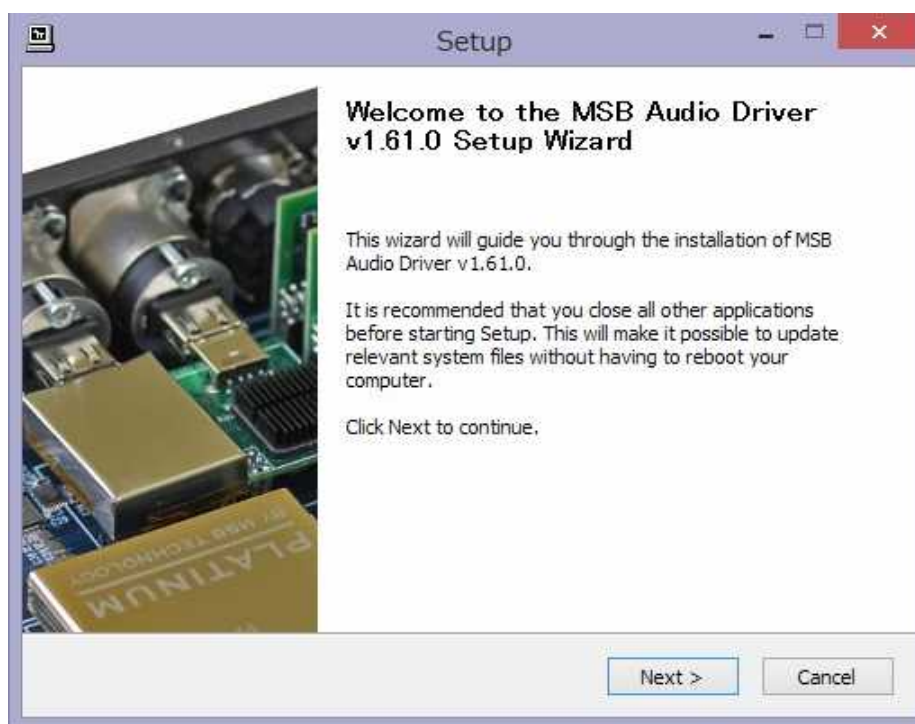 Setup
Welcome to the MSB Audio Driver
v1.61.0 Setup Wizard
This wizard will guide you through the installation of MSB
Audio Driver v1.61.0.
It is recommended that you close all other applications
before starting Setup. This will make it possible to update
relevant system files without having to reboot your
computer.
Click Next to continue.
PLATINUM
BY MSB TECHNOLOGY
Next >
Cancel